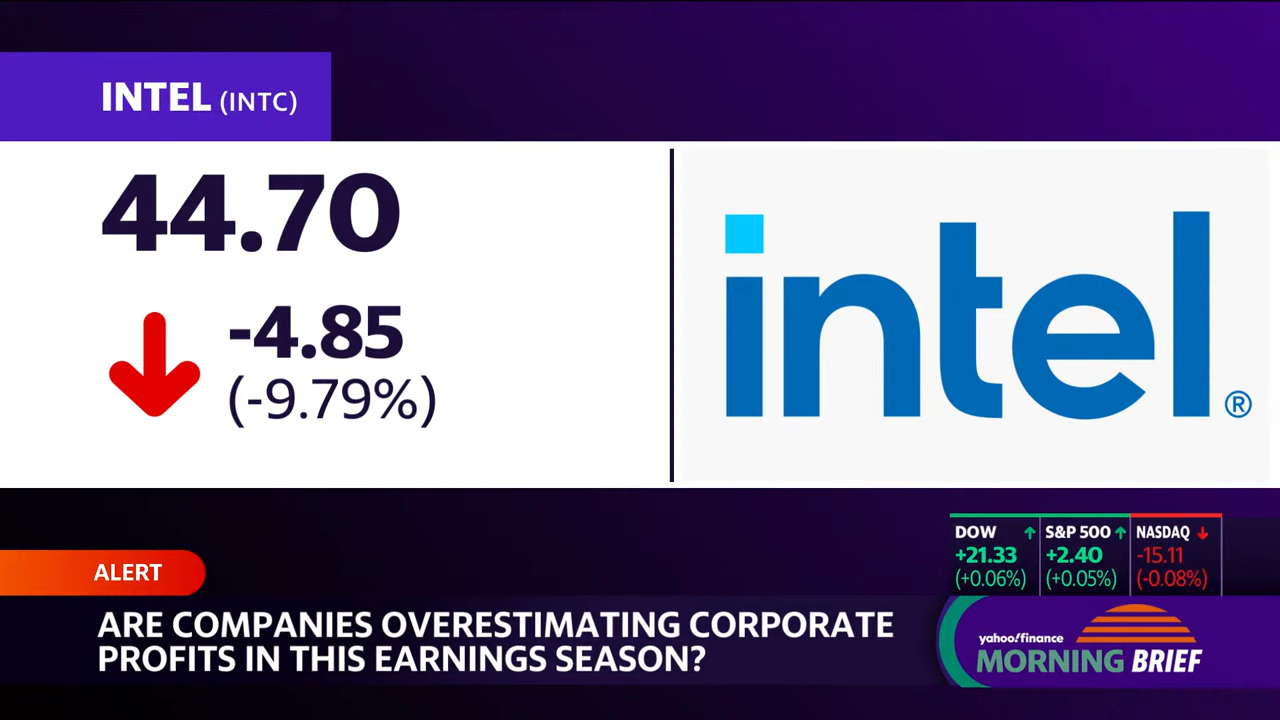 INTEL (INTC)
44.70
-4.85
(-9.79%)
intel®
DOW
+21.33
(+0.06%)
S&P 500
+2.40
(+0.05%)
NASDAQ
-15.11
(-0.08%)
ALERT
ARE COMPANIES OVERESTIMATING CORPORATE
PROFITS IN THIS EARNINGS SEASON?
yahoo!finance
MORNING BRIEF